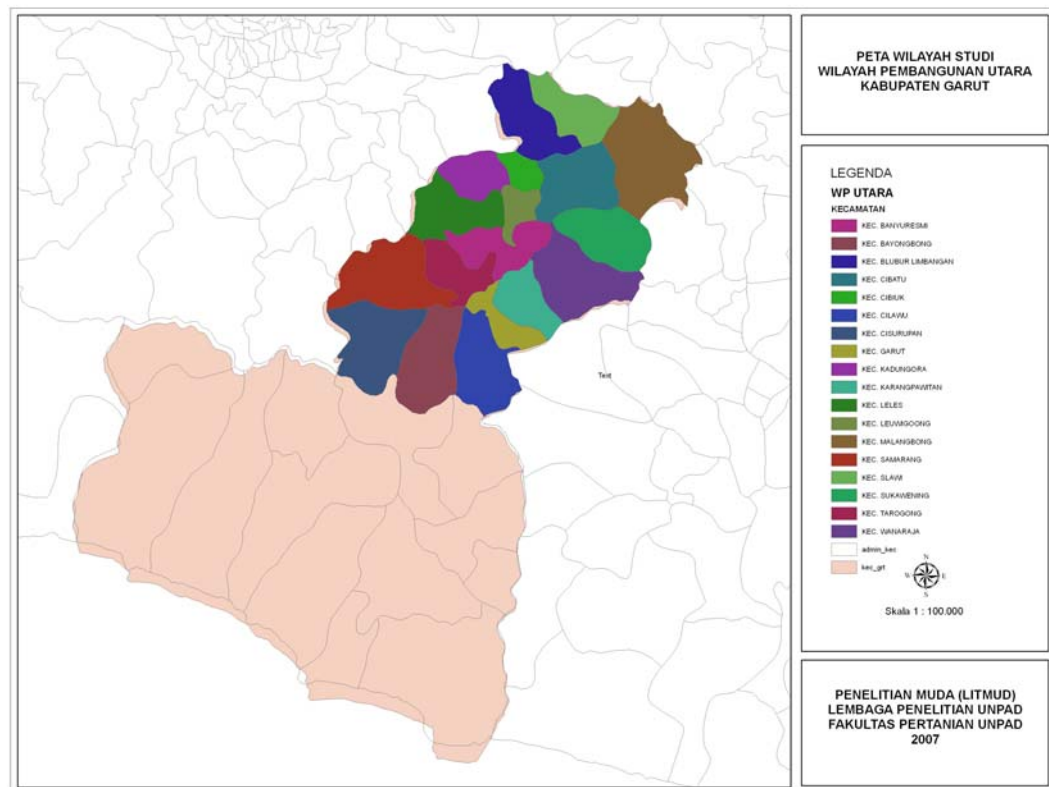 PETA WILAYAH STUDI
WILAYAH PEMBANGUNAN UTARA
KABUPATEN GARUT
LEGENDA
WP UTARA
KECAMATAN
KEC. BANYURESMI
KEC. BAYONGBONG
KEC. BLUBUR LIMBANGAN
KEC. CIBATU
KEC. CIBIUK
KEC. CILAWU
KEC. CISURUPAN
KEC. GARUT
KEC. KADUNGORA
KEC. KARANGPAWITAN
KEC. LELES
KEC. LEUWIGOONG
KEC. MALANGBONG
KEC. SAMARANG
KEC. SLAWI
KEC. SUKAWENING
KEC. TAROGONG
KEC. WANARAJA
admin_kec
kec_grt
N
W
E
S
Skala 1 : 100.000
Text
PENELITIAN MUDA (LITMUD)
LEMBAGA PENELITIAN UNPAD
FAKULTAS PERTANIAN UNPAD
2007